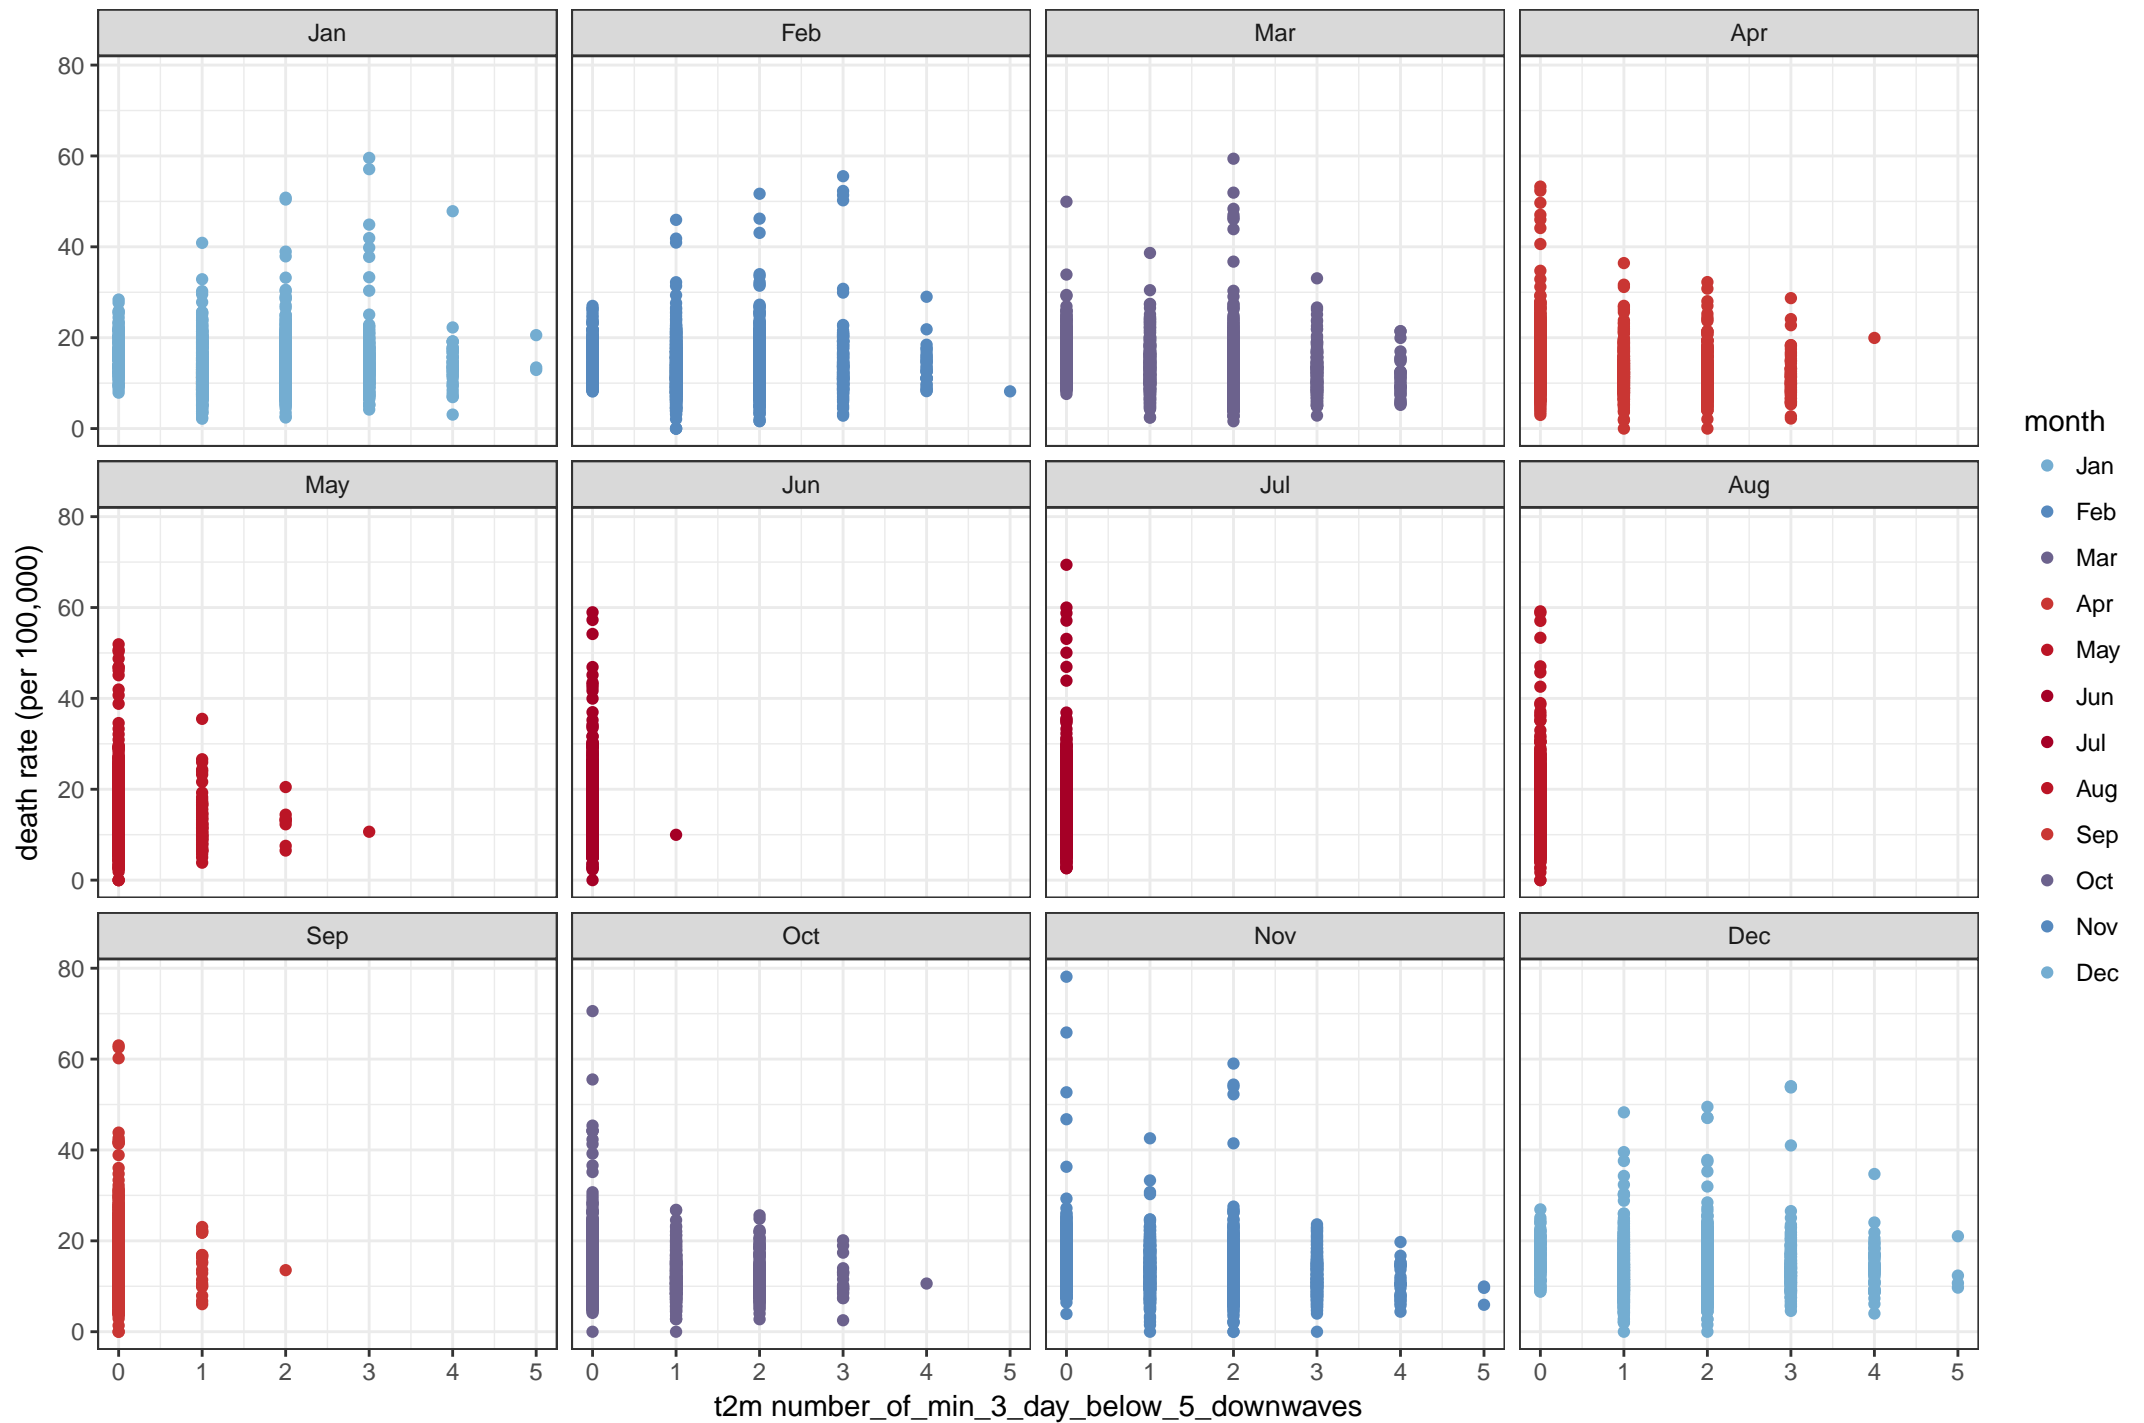 Jan Feb Mar Apr
80
60
40
20
0
May Jun Jul Aug
80
60
40
20
0
Sep Oct Nov Dec
80
60
40
20
0
0 1 2 3 4 5 0 1 2 3 4 5 0 1 2 3 4 5 0 1 2 3 4 5
t2m number_of_min_3_day_below_5_downwaves
death rate (per 100,000)
month
Jan
Feb
Mar
Apr
May
Jun
Jul
Aug
Sep
Oct
Nov
Dec